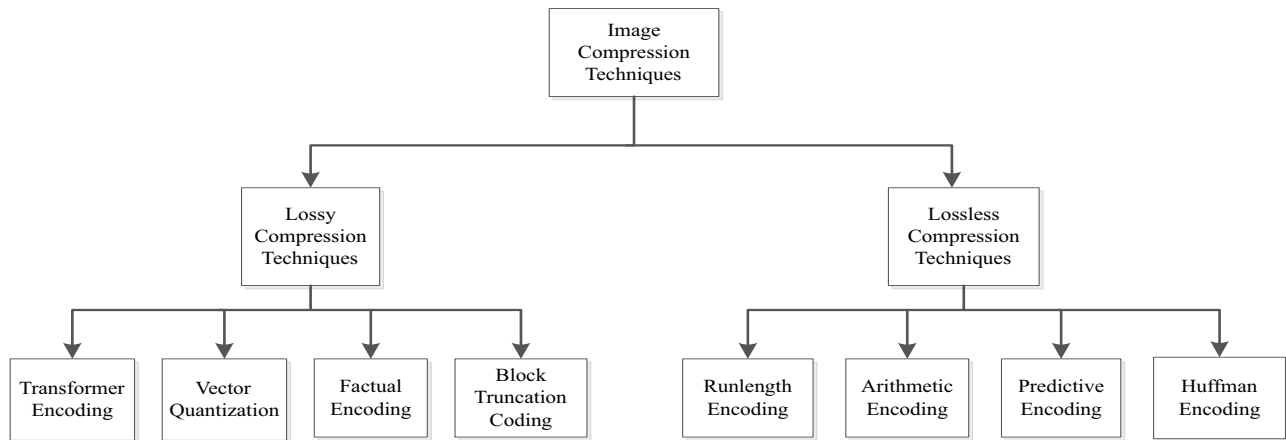 Image
Compression
Techniques
Lossy
Compression
Techniques
Lossless
Compression
Techniques
Transformer
Encoding
Vector
Quantization
Factual
Encoding
Block
Truncation
Coding
Runlength
Encoding
Arithmetic
Encoding
Predictive
Encoding
Huffman
Encoding